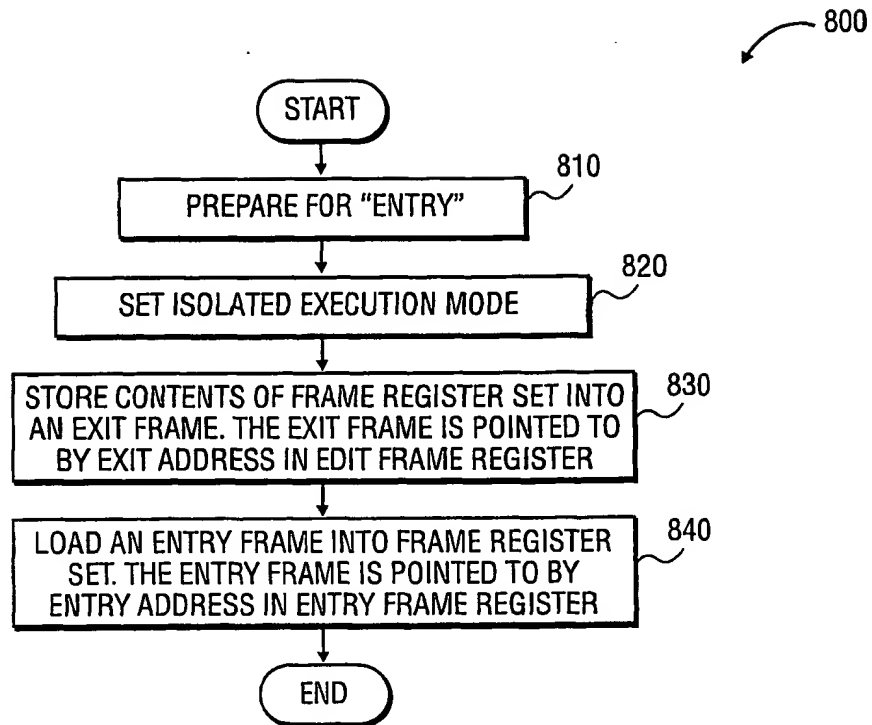 800
START
810
PREPARE FOR “ENTRY”
820
SET ISOLATED EXECUTION MODE
830
STORE CONTENTS OF FRAME REGISTER SET INTO
AN EXIT FRAME. THE EXIT FRAME IS POINTED TO
BY EXIT ADDRESS IN EDIT FRAME REGISTER
840
LOAD AN ENTRY FRAME INTO FRAME REGISTER
SET. THE ENTRY FRAME IS POINTED TO BY
ENTRY ADDRESS IN ENTRY FRAME REGISTER
END